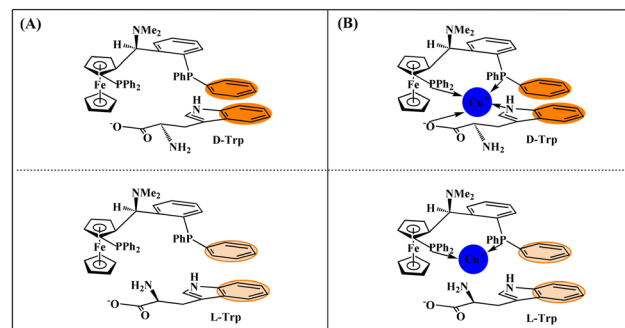 (A)
NMe₂
H
Fe
PPh₂
PhP
H
N
⁻O
O
NH₂
D-Trp
(B)
NMe₂
H
Fe
PPh₂
PhP
Cu⁺
H
N
⁻O
O
NH₂
D-Trp
NMe₂
H
Fe
PPh₂
PhP
H₂N
H
N
⁻O
O
L-Trp
NMe₂
H
Fe
PPh₂
PhP
Cu⁺
H₂N
H
N
⁻O
O
L-Trp